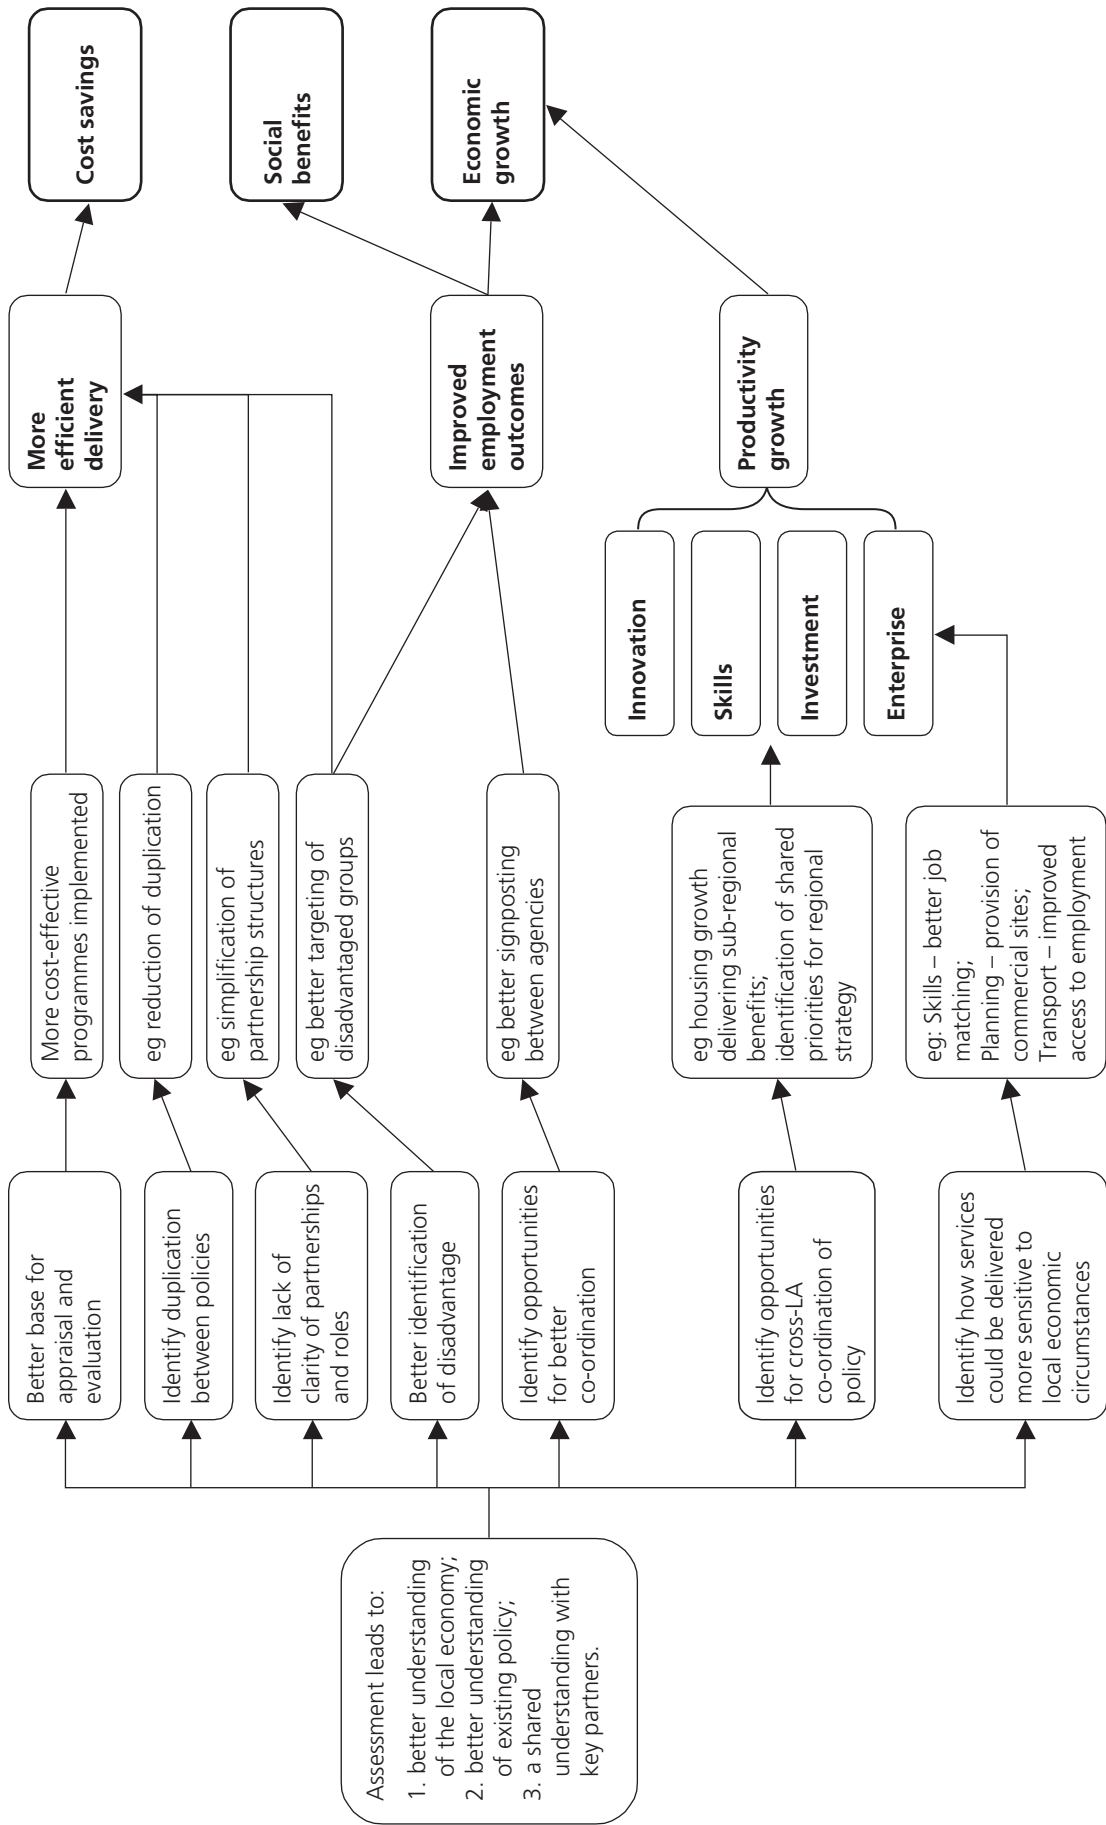 Assessment leads to:
1. better understanding
of the local economy;
2. better understanding
of existing policy;
3. a shared
understanding with
key partners.
Better base for
appraisal and
evaluation
Identify duplication
between policies
Identify lack of
clarity of partnerships
and roles
Better identification
of disadvantage
Identify opportunities
for better
co-ordination
Identify opportunities
for cross-LA
co-ordination of
policy
Identify how services
could be delivered
more sensitive to
local economic
circumstances
More cost-effective
programmes implemented
eg reduction of duplication
eg simplification of
partnership structures
eg better targeting of
disadvantaged groups
eg better signposting
between agencies
eg housing growth
delivering sub-regional
benefits;
identification of shared
priorities for regional
strategy
eg: Skills – better job
matching;
Planning – provision of
commercial sites;
Transport – improved
access to employment
Innovation
Skills
Investment
Enterprise
More
efficient
delivery
Improved
employment
outcomes
Productivity
growth
Cost savings
Social
benefits
Economic
growth